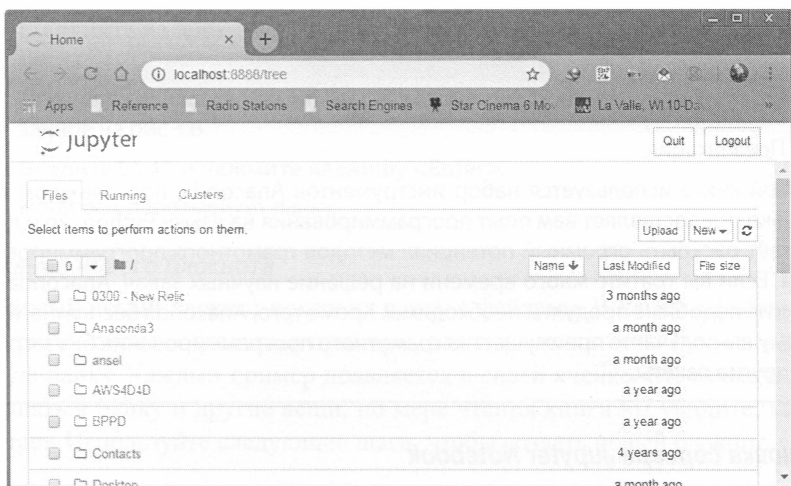 Home
localhost:8888/tree
Apps Reference Radio Stations Search Engines Star Cinema 6 Mo La Valle, WI 10-Da
jupyter
Quit Logout
Files Running Clusters
Select items to perform actions on them.
Upload New
0 / Name Last Modified File size
0300 - New Relic 3 months ago
Anaconda3 a month ago
ansel a month ago
AWS4D4D a year ago
BPPD a year ago
Contacts 4 years ago
Desktop a month ago